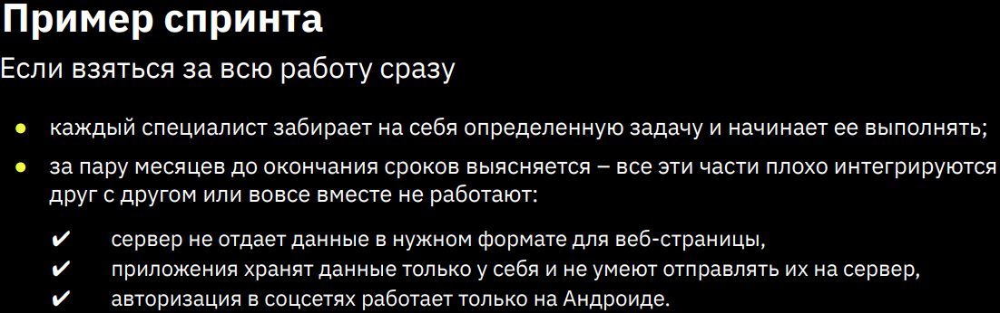 Пример спринта
Если взяться за всю работу сразу
● каждый специалист забирает на себя определенную задачу и начинает ее выполнять;
● за пару месяцев до окончания сроков выясняется – все эти части плохо интегрируются
друг с другом или вовсе вместе не работают:
✔ сервер не отдает данные в нужном формате для веб-страницы,
✔ приложения хранят данные только у себя и не умеют отправлять их на сервер,
✔ авторизация в соцсетях работает только на Андроиде.